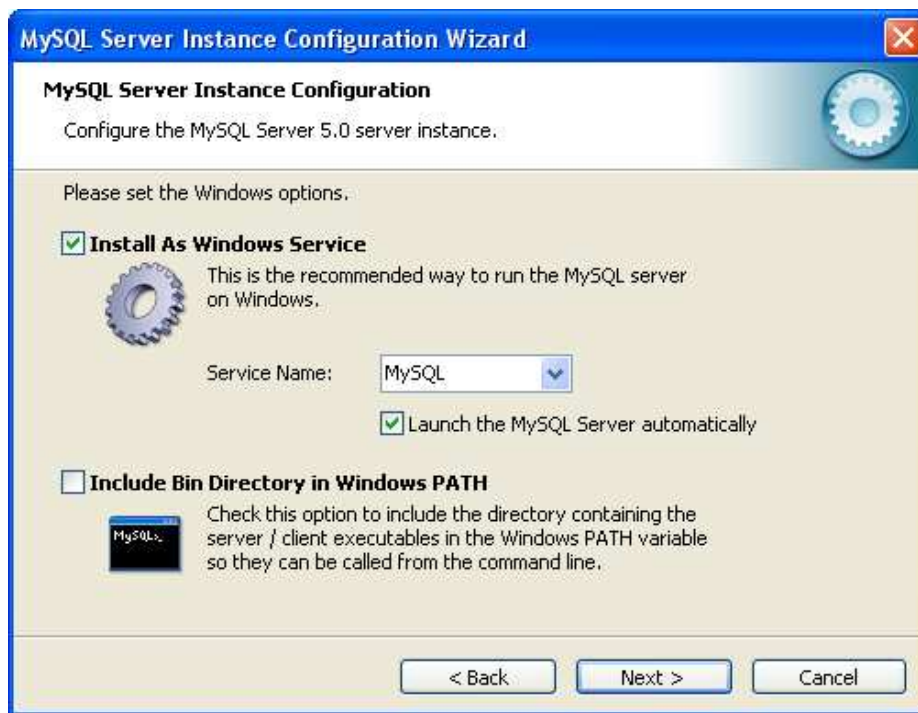 MySQL Server Instance Configuration Wizard
MySQL Server Instance Configuration
Configure the MySQL Server 5.0 server instance.
Please set the Windows options.
Install As Windows Service
This is the recommended way to run the MySQL server
on Windows.
Service Name: MySQL
Launch the MySQL Server automatically
Include Bin Directory in Windows PATH
MySQL>_
Check this option to include the directory containing the
server / client executables in the Windows PATH variable
so they can be called from the command line.
< Back Next > Cancel